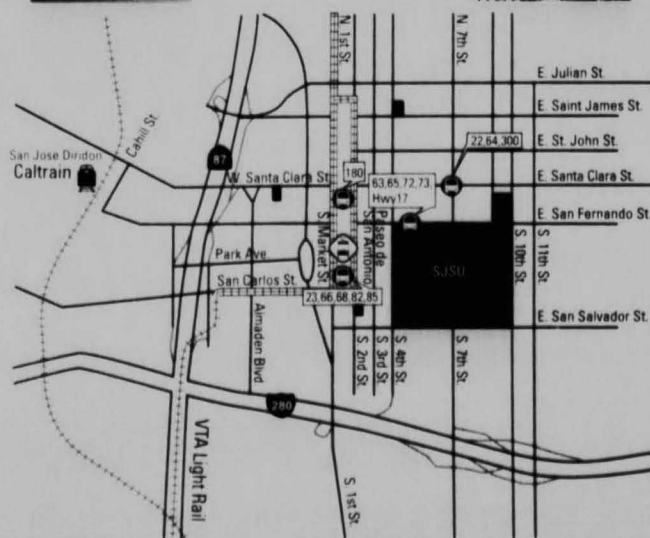 N 1st St.
N. 7th St.
E. Julian St.
E. Saint James St.
E. St. John St.
22,64,300
Cahill St.
San Jose Diridon
Caltrain
87
W. Santa Clara St.
180
63,65,72,73,
Hwy17
E. Santa Clara St.
E. San Fernando St.
Park Ave.
S. Market St.
Paseo de
San Antonio
SJSU
S 10th St.
S 11th St.
San Carlos St.
23,66,68,82,85
E. San Salvador St.
Almaden Blvd.
S 2nd St.
S 3rd St.
S 4th St.
S 7th St.
280
VTA Light Rail
S 1st St.